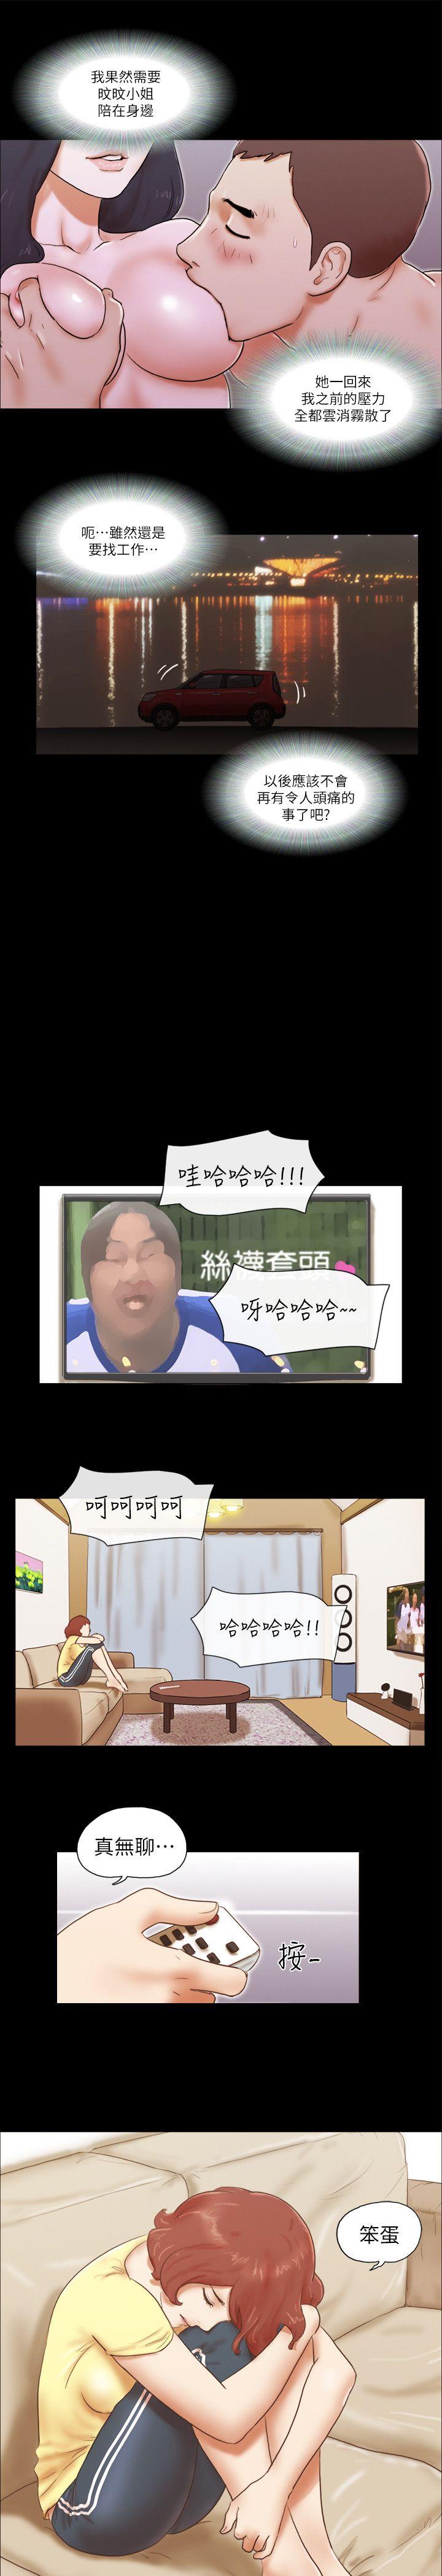 我果然需要
旼旼小姐
陪在身邊
她一回來
我之前的壓力
全都雲消霧散了
呃…雖然還是
要找工作…
以後應該不會
再有令人頭痛的
事了吧?
哇哈哈哈!!!
絲襪套頭
呀哈哈哈~~
呵呵呵呵
哈哈哈哈!!
真無聊…
按-
笨蛋